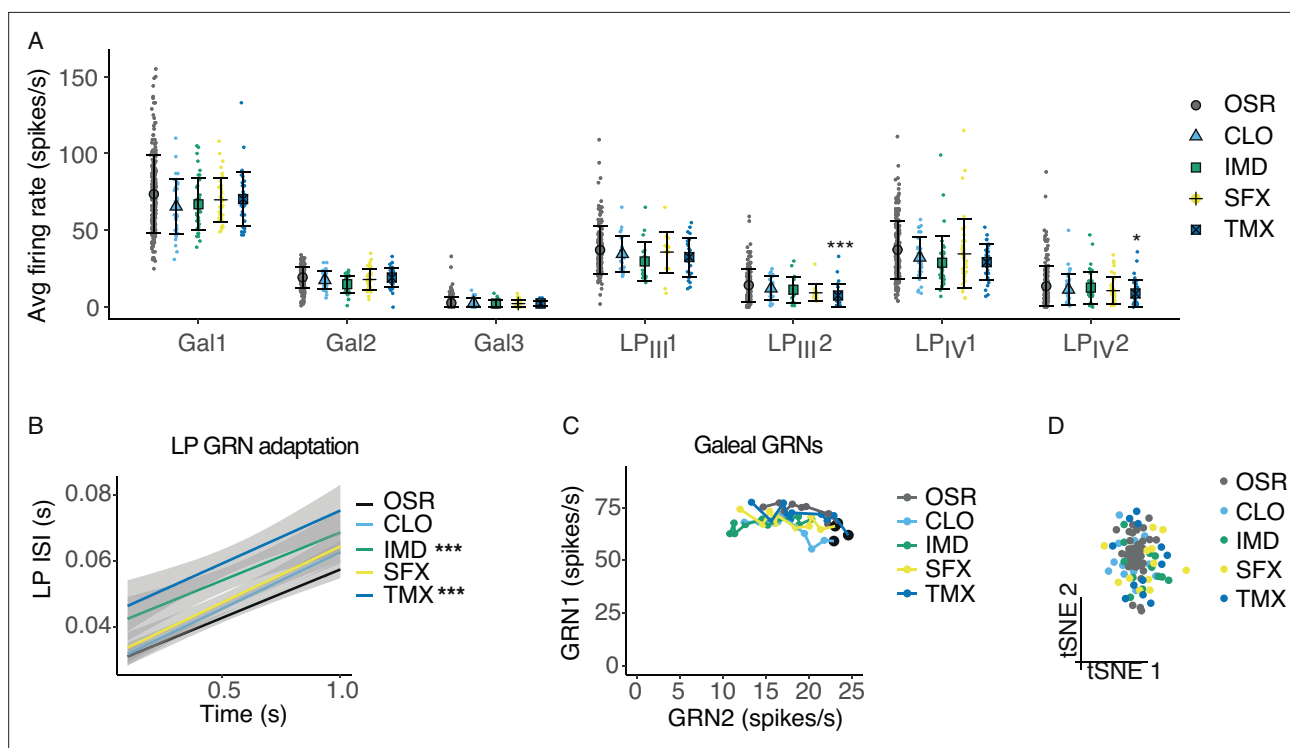 A
Avg firing rate (spikes/s)
150
100
50
0
Gal1 Gal2 Gal3 LPIII1 LPIII2 LPIV1 LPIV2
*** *
OSR
CLO
IMD
SFX
TMX
B
LP GRN adaptation
LP ISI (s)
0.08
0.06
0.04
0.5 1.0
Time (s)
OSR
CLO
IMD ***
SFX
TMX ***
C
Galeal GRNs
GRN1 (spikes/s)
75
50
25
0
0 5 10 15 20 25
GRN2 (spikes/s)
OSR
CLO
IMD
SFX
TMX
D
tSNE 2
tSNE 1
OSR
CLO
IMD
SFX
TMX